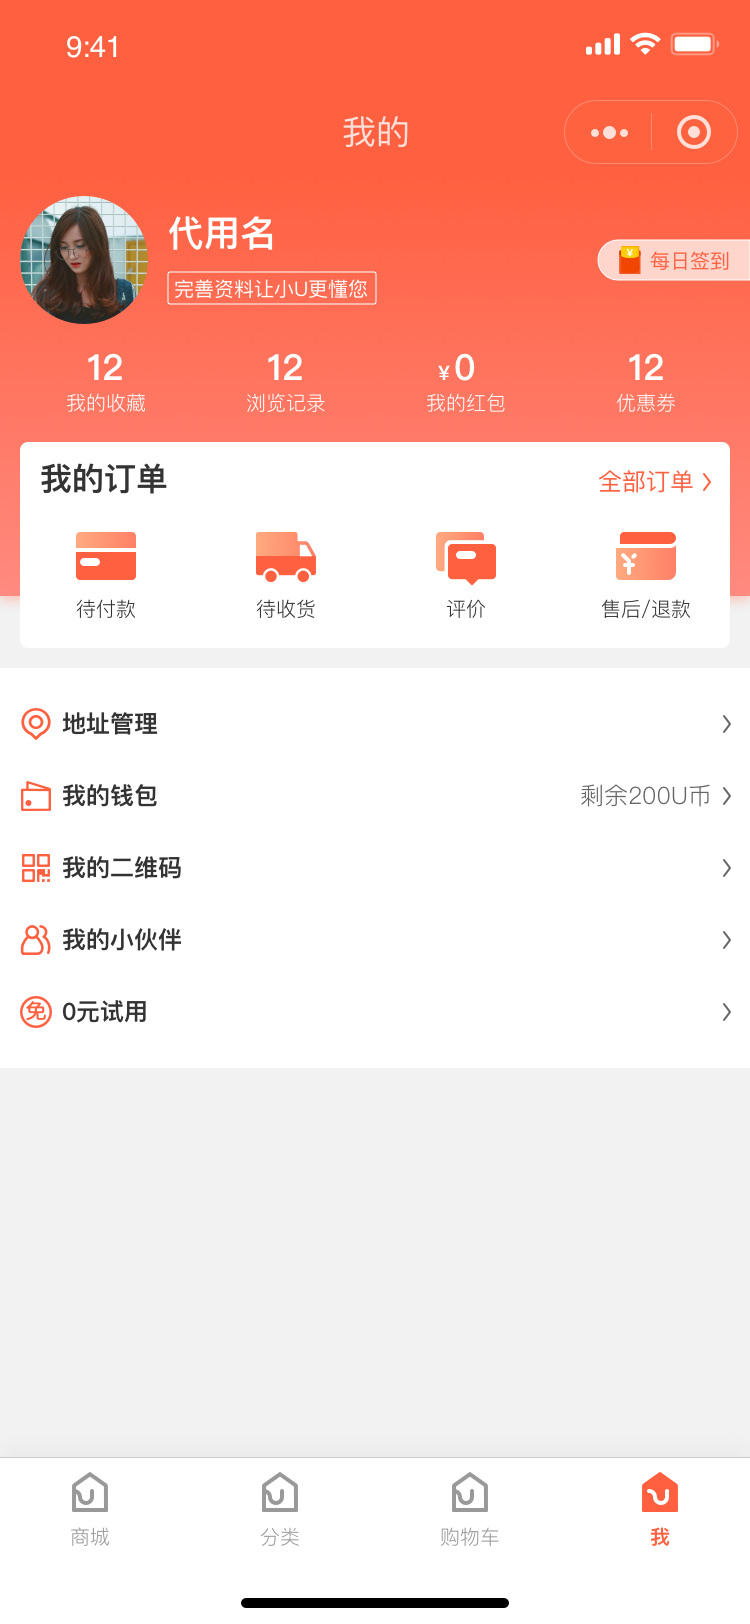 9:41
我的
代用名
完善资料让小U更懂您
¥
每日签到
12
12
¥0
12
我的收藏
浏览记录
我的红包
优惠券
我的订单
全部订单
¥
待付款
待收货
评价
售后/退款
地址管理
我的钱包
剩余200U币
我的二维码
我的小伙伴
免
0元试用
商城
分类
购物车
我